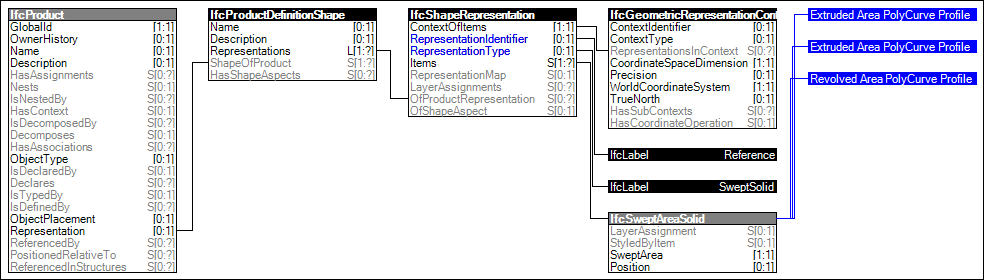 IfcProduct
GlobalId [1:1]
OwnerHistory [0:1]
Name [0:1]
Description [0:1]
HasAssignments S[0:?]
Nests S[0:1]
IsNestedBy S[0:?]
HasContext S[0:1]
IsDecomposedBy S[0:?]
Decomposes S[0:1]
HasAssociations S[0:?]
ObjectType [0:1]
IsDeclaredBy S[0:1]
Declares S[0:?]
IsTypedBy S[0:1]
IsDefinedBy S[0:?]
ObjectPlacement [0:1]
Representation [0:1]
ReferencedBy S[0:?]
PositionedRelativeTo S[0:?]
ReferencedInStructures S[0:?]
IfcProductDefinitionShape
Name [0:1]
Description [0:1]
Representations L[1:?]
ShapeOfProduct S[1:?]
HasShapeAspects S[0:?]
IfcShapeRepresentation
ContextOfItems [1:1]
RepresentationIdentifier [0:1]
RepresentationType [0:1]
Items S[1:?]
RepresentationMap S[0:1]
LayerAssignments S[0:?]
OfProductRepresentation S[0:?]
OfShapeAspect S[0:1]
IfcGeometricRepresentationCont
ContextIdentifier [0:1]
ContextType [0:1]
RepresentationsInContext S[0:?]
CoordinateSpaceDimension [1:1]
Precision [0:1]
WorldCoordinateSystem [1:1]
TrueNorth [0:1]
HasSubContexts S[0:?]
HasCoordinateOperation S[0:1]
IfcLabel Reference
IfcLabel SweptSolid
IfcSweptAreaSolid
LayerAssignment S[0:1]
StyledByItem S[0:1]
SweptArea [1:1]
Position [0:1]
Extruded Area PolyCurve Profile
Extruded Area PolyCurve Profile
Revolved Area PolyCurve Profile